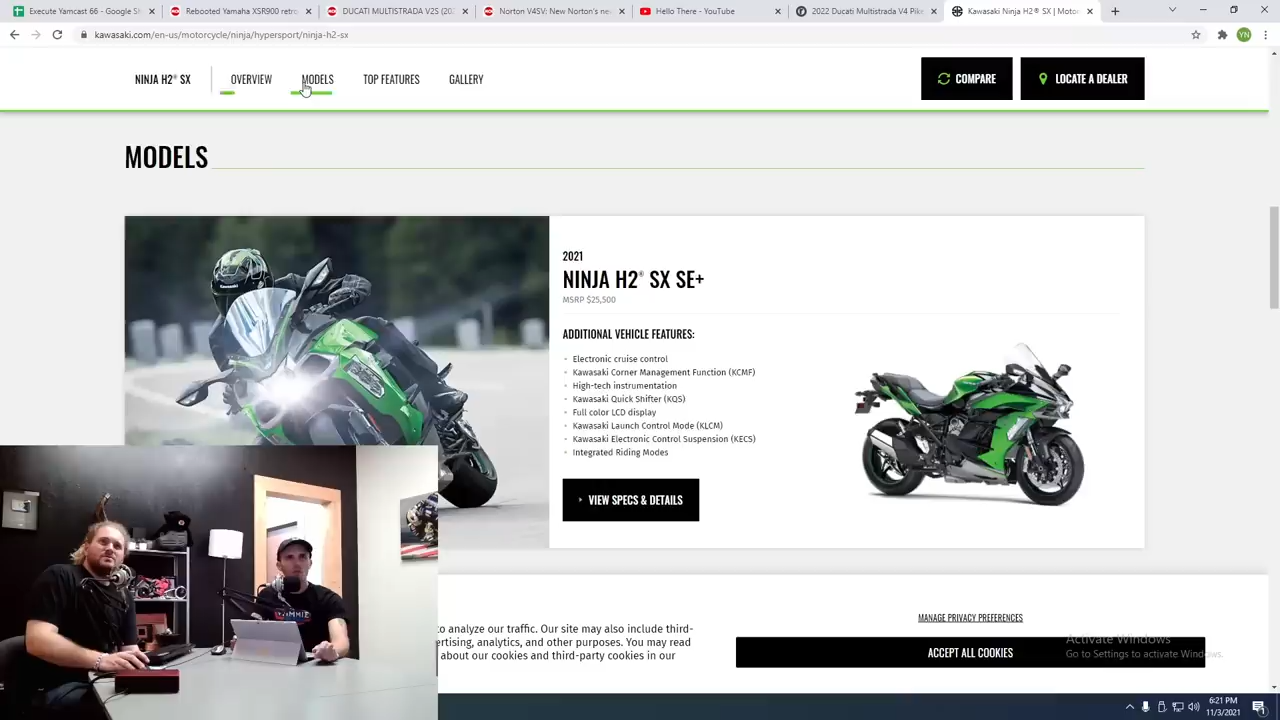 Yamiecast 66 - Google Shee
Rebooted Yamaha XSR900 retro
DUCATI MULTISTRADA V2S (202
Norton V4SV: New Norton's new
Hello There - YouTube
2022 Ducati Multistrada V4 Pike
Kawasaki Ninja H2® SX | Motor
kawasaki.com/en-us/motorcycle/ninja/hypersport/ninja-h2-sx
YN
NINJA H2® SX
OVERVIEW
MODELS
TOP FEATURES
GALLERY
COMPARE
LOCATE A DEALER
MODELS
2021
NINJA H2® SX SE+
MSRP $25,500
ADDITIONAL VEHICLE FEATURES:
Electronic cruise control
Kawasaki Corner Management Function (KCMF)
High-tech instrumentation
Kawasaki Quick Shifter (KQS)
Full color LCD display
Kawasaki Launch Control Mode (KLCM)
Kawasaki Electronic Control Suspension (KECS)
Integrated Riding Modes
VIEW SPECS & DETAILS
to analyze our traffic. Our site may also include third-
ertising, analytics, and other purposes. You may read
about our cookies and third-party cookies in our
MANAGE PRIVACY PREFERENCES
ACCEPT ALL COOKIES
Activate Windows
Go to Settings to activate Windows.
6:21 PM
11/3/2021